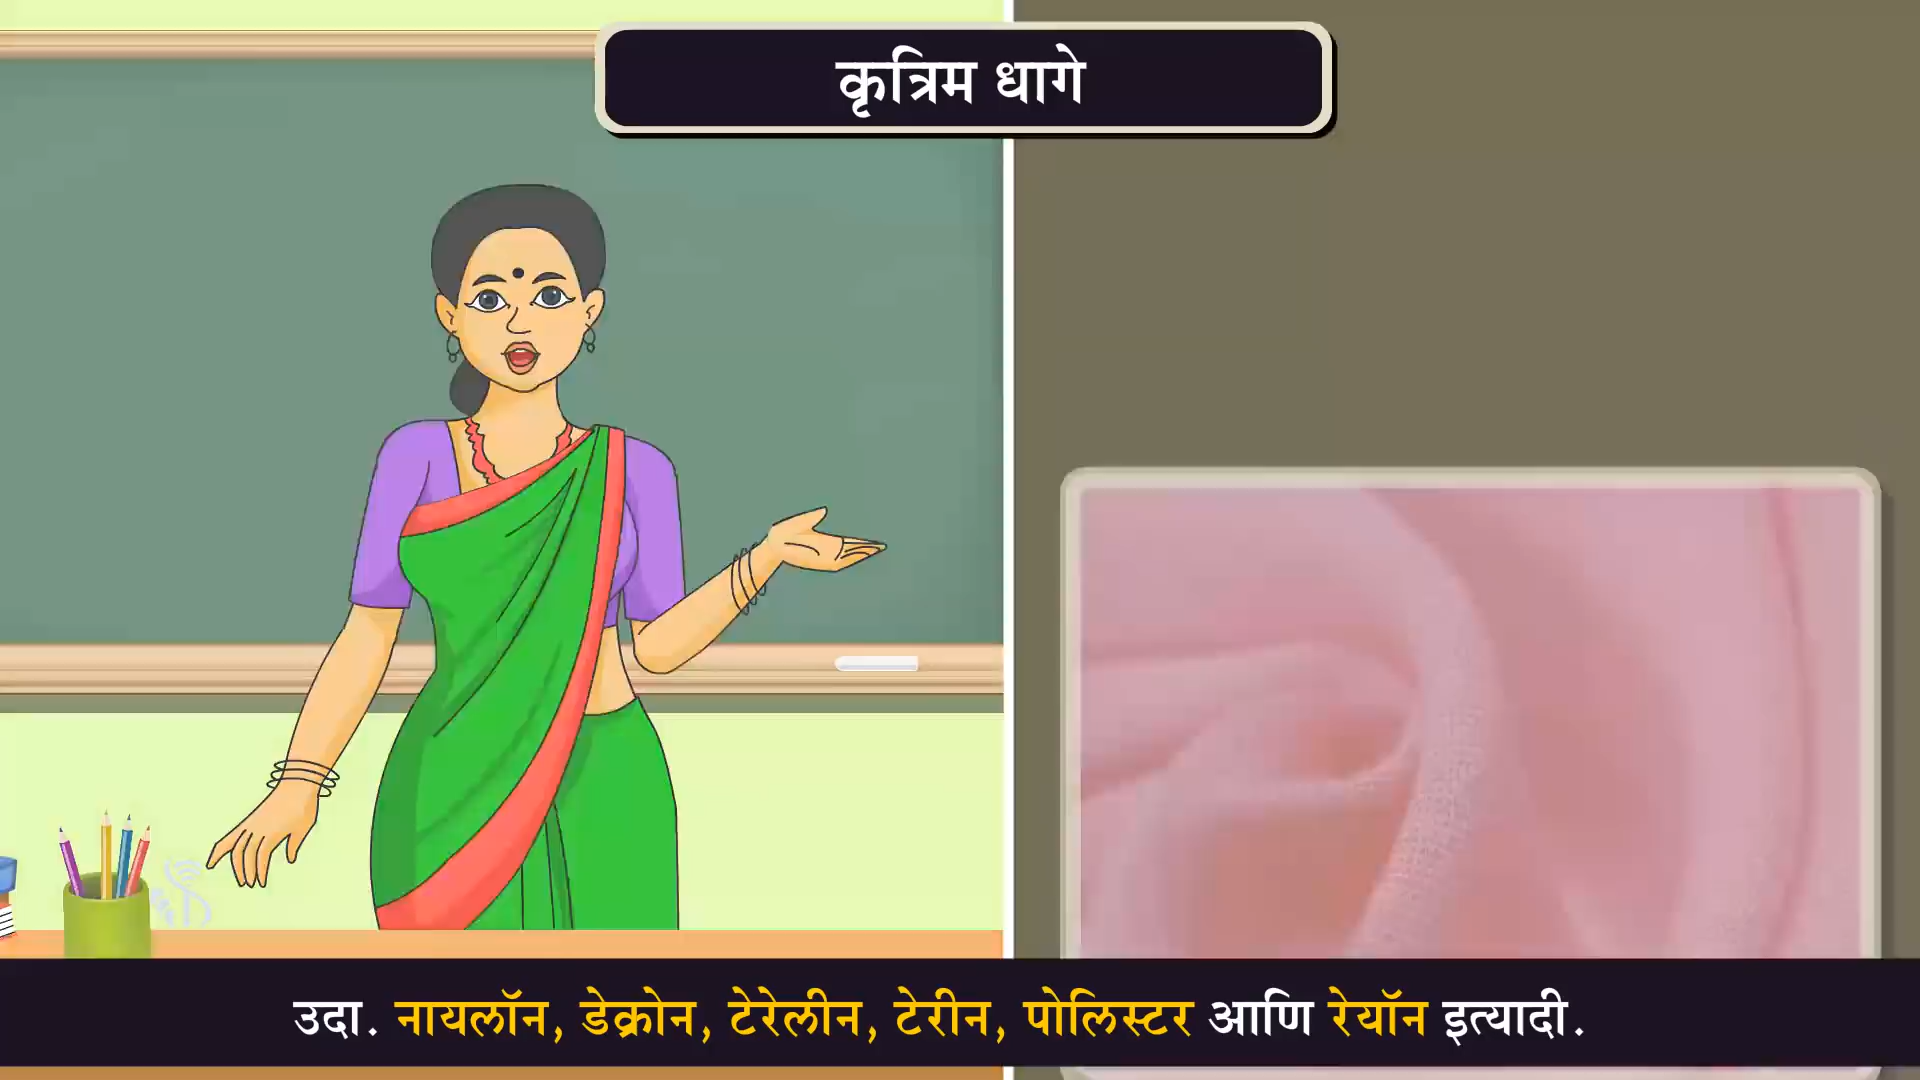 कृत्रिम धागे
उदा. नायलॉन, डेक्रोन, टेरेलीन, टेरीन, पोलिस्टर आणि रेयॉन इत्यादी.